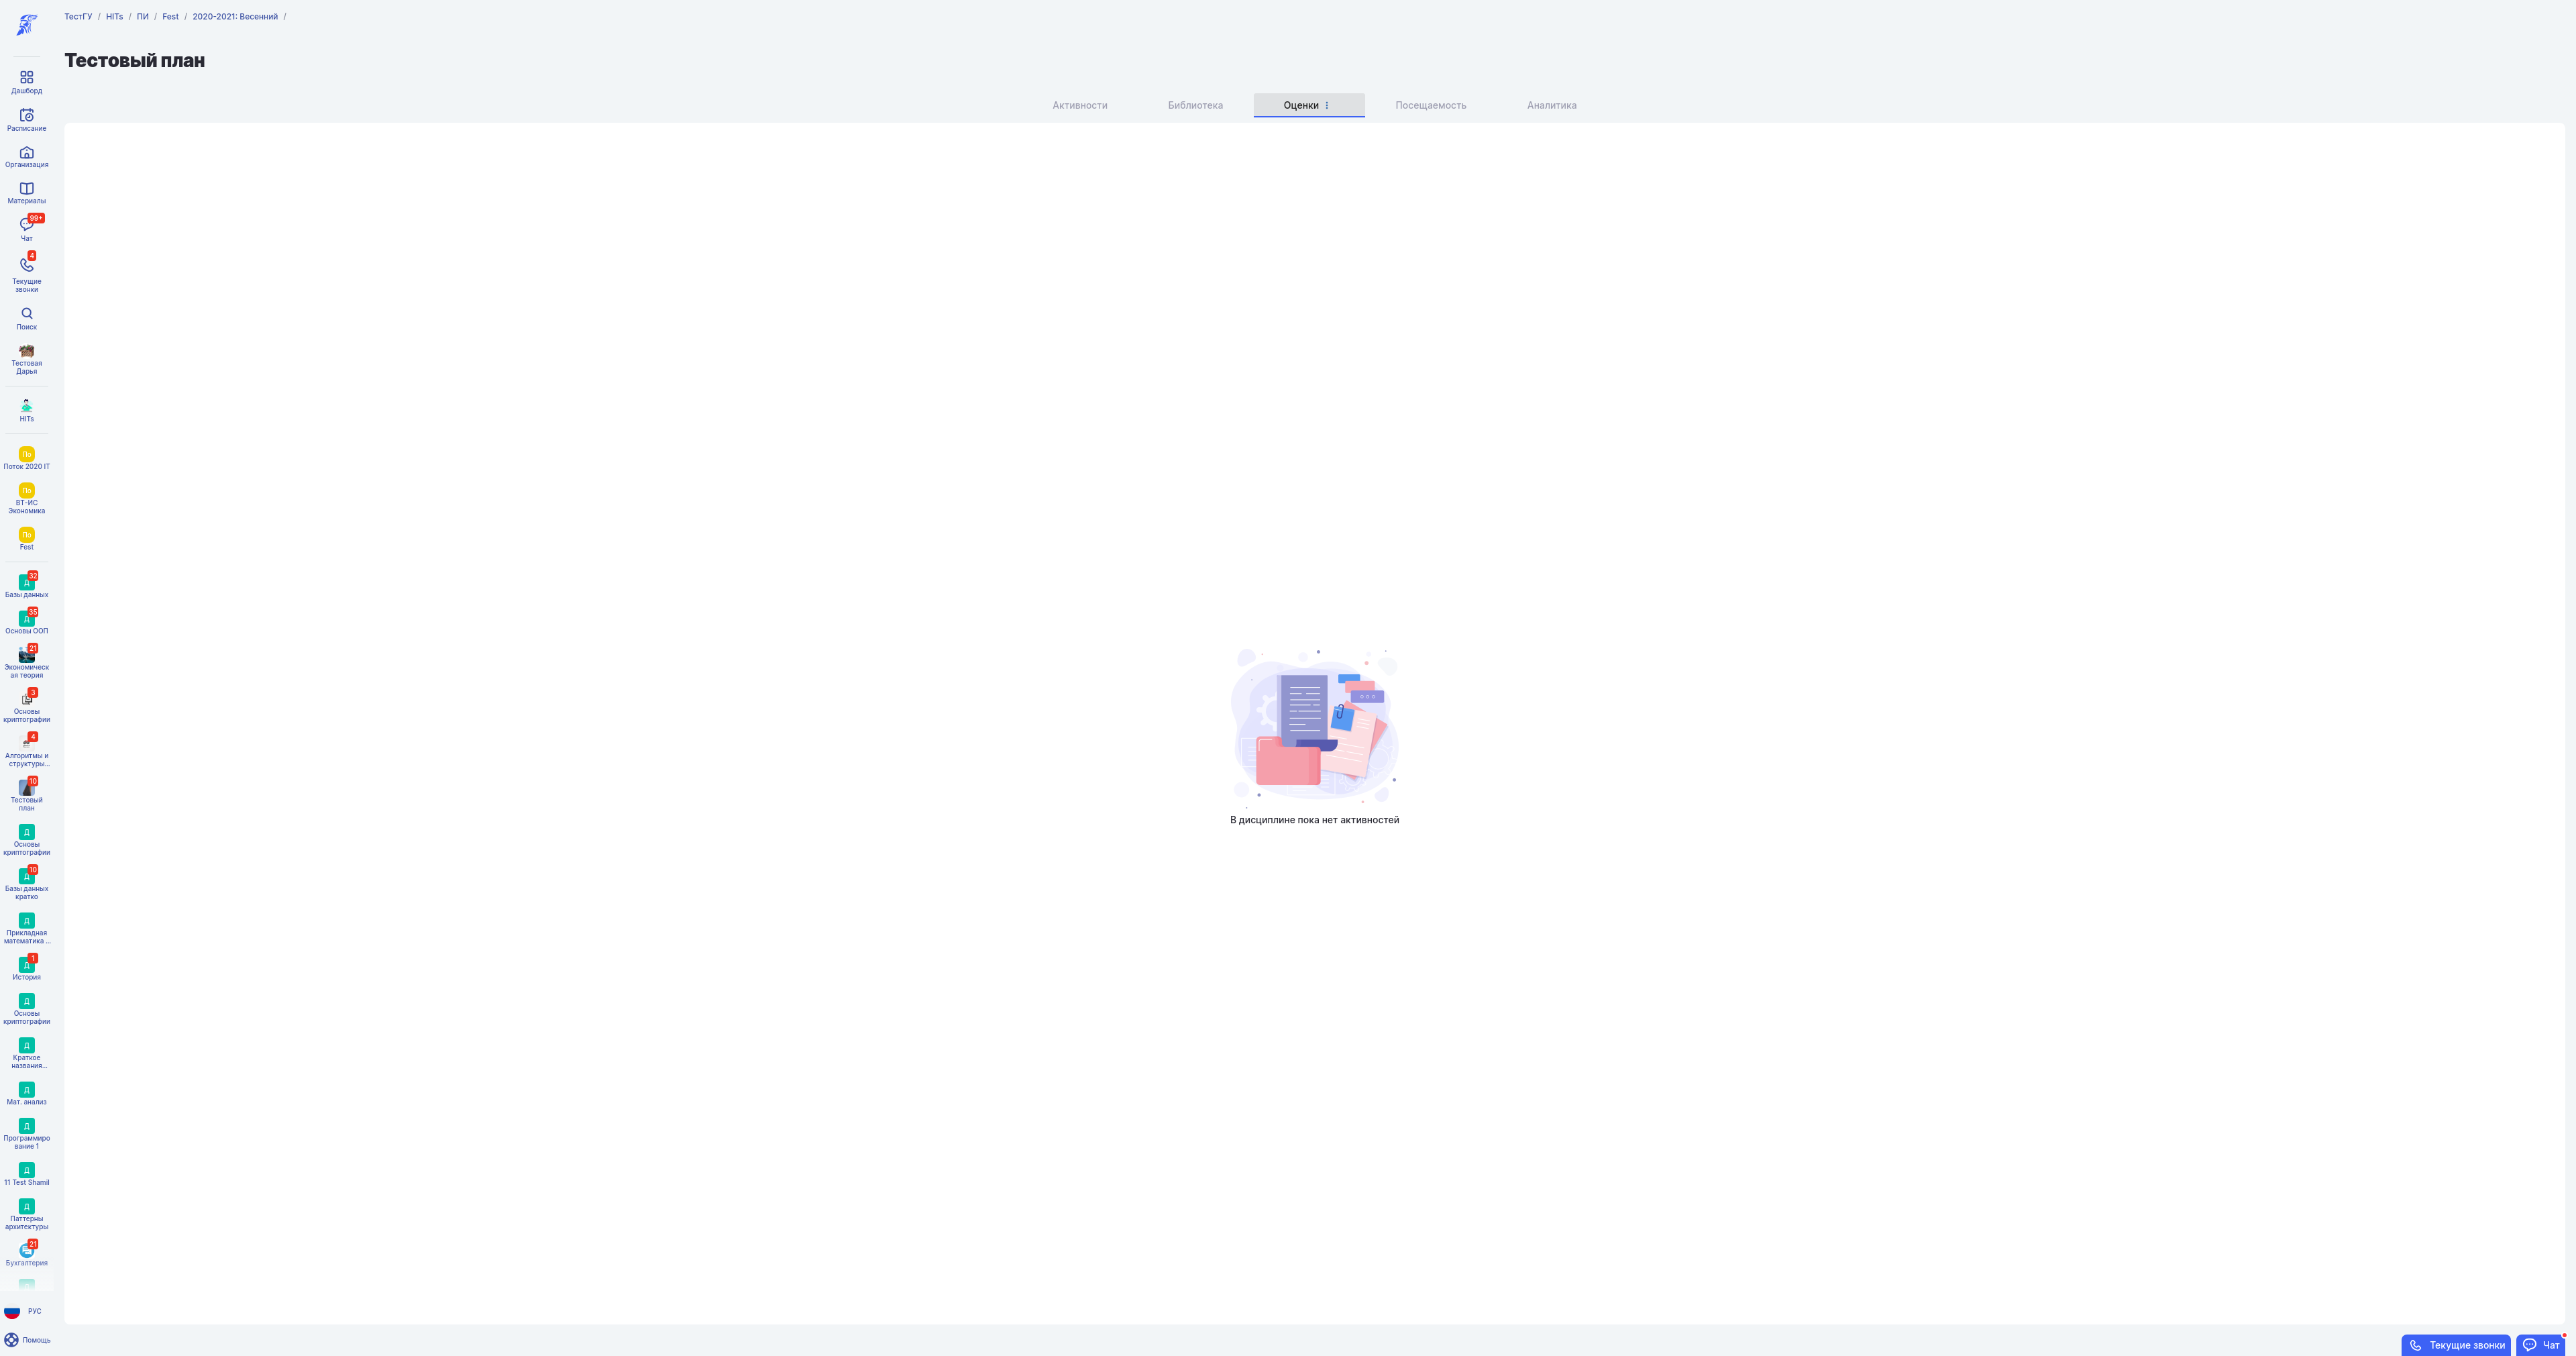 ТестГУ / HITs / ПИ / Fest / 2020-2021: Весенний /
Тестовый план
Активности Библиотека Оценки Посещаемость Аналитика
Дашборд
Расписание
Организация
Материалы
99+
Чат
4
Текущие
звонки
Поиск
Тестовая
Дарья
HITs
По
Поток 2020 IT
По
ВТ-ИС
Экономика
По
Fest
Д 32
Базы данных
Д 35
Основы ООП
21
Экономическ
ая теория
3
Основы
криптографии
4
Алгоритмы и
структуры...
10
Тестовый
план
Д
Основы
криптографии
Д 10
Базы данных
кратко
Д
Прикладная
математика ...
Д 1
История
Д
Основы
криптографии
Д
Краткое
названия...
Д
Мат. анализ
Д
Программиро
вание 1
Д
11 Test Shamil
Д
Паттерны
архитектуры
21
Бухгалтерия
РУС
Помощь
В дисциплине пока нет активностей
Текущие звонки
Чат